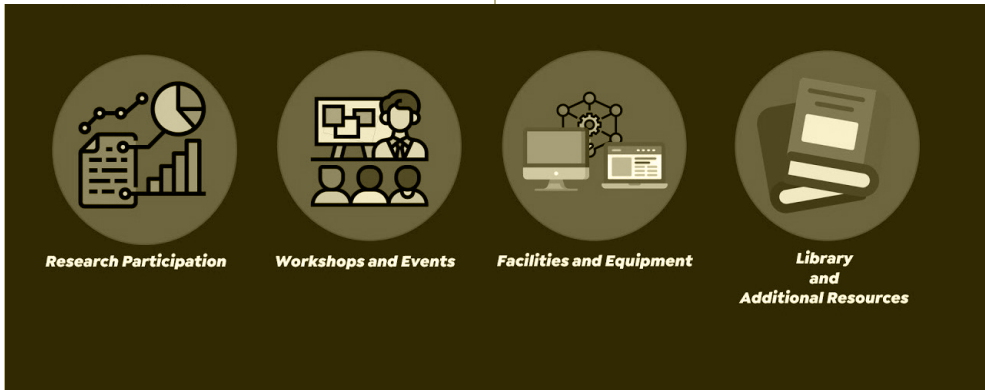 Research Participation
Workshops and Events
Facilities and Equipment
Library
and
Additional Resources